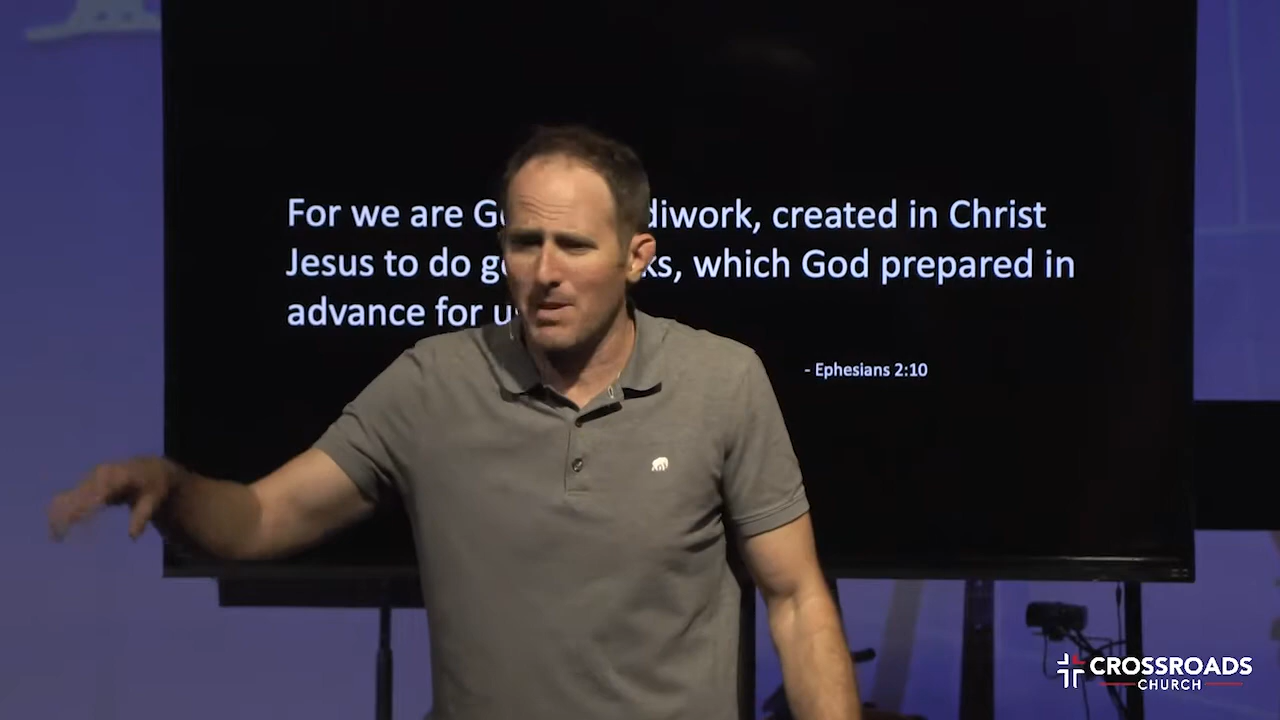 For we are diwork, created in Christ
Jesus to do which God prepared in
advance for
- Ephesians 2:10
CROSSROADS
CHURCH